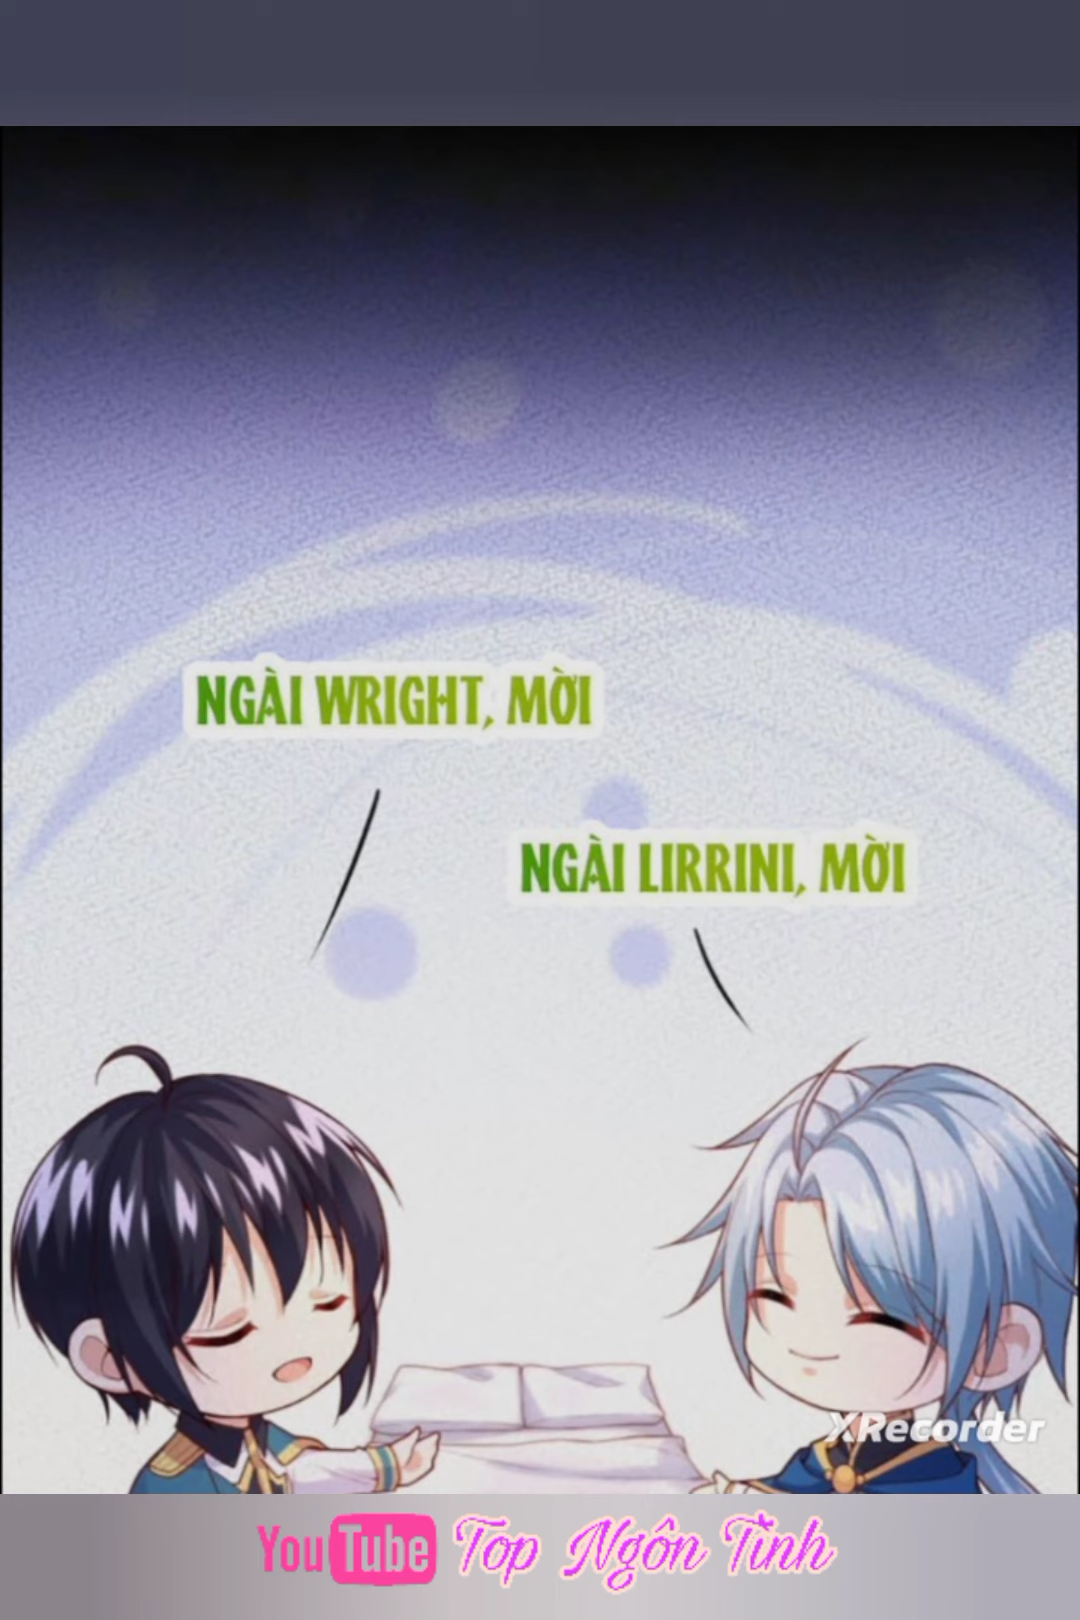 NGÀI WRIGHT, MỜI
NGÀI LIRRINI, MỜI
XRecorder
YouTube Top Ngôn Tình